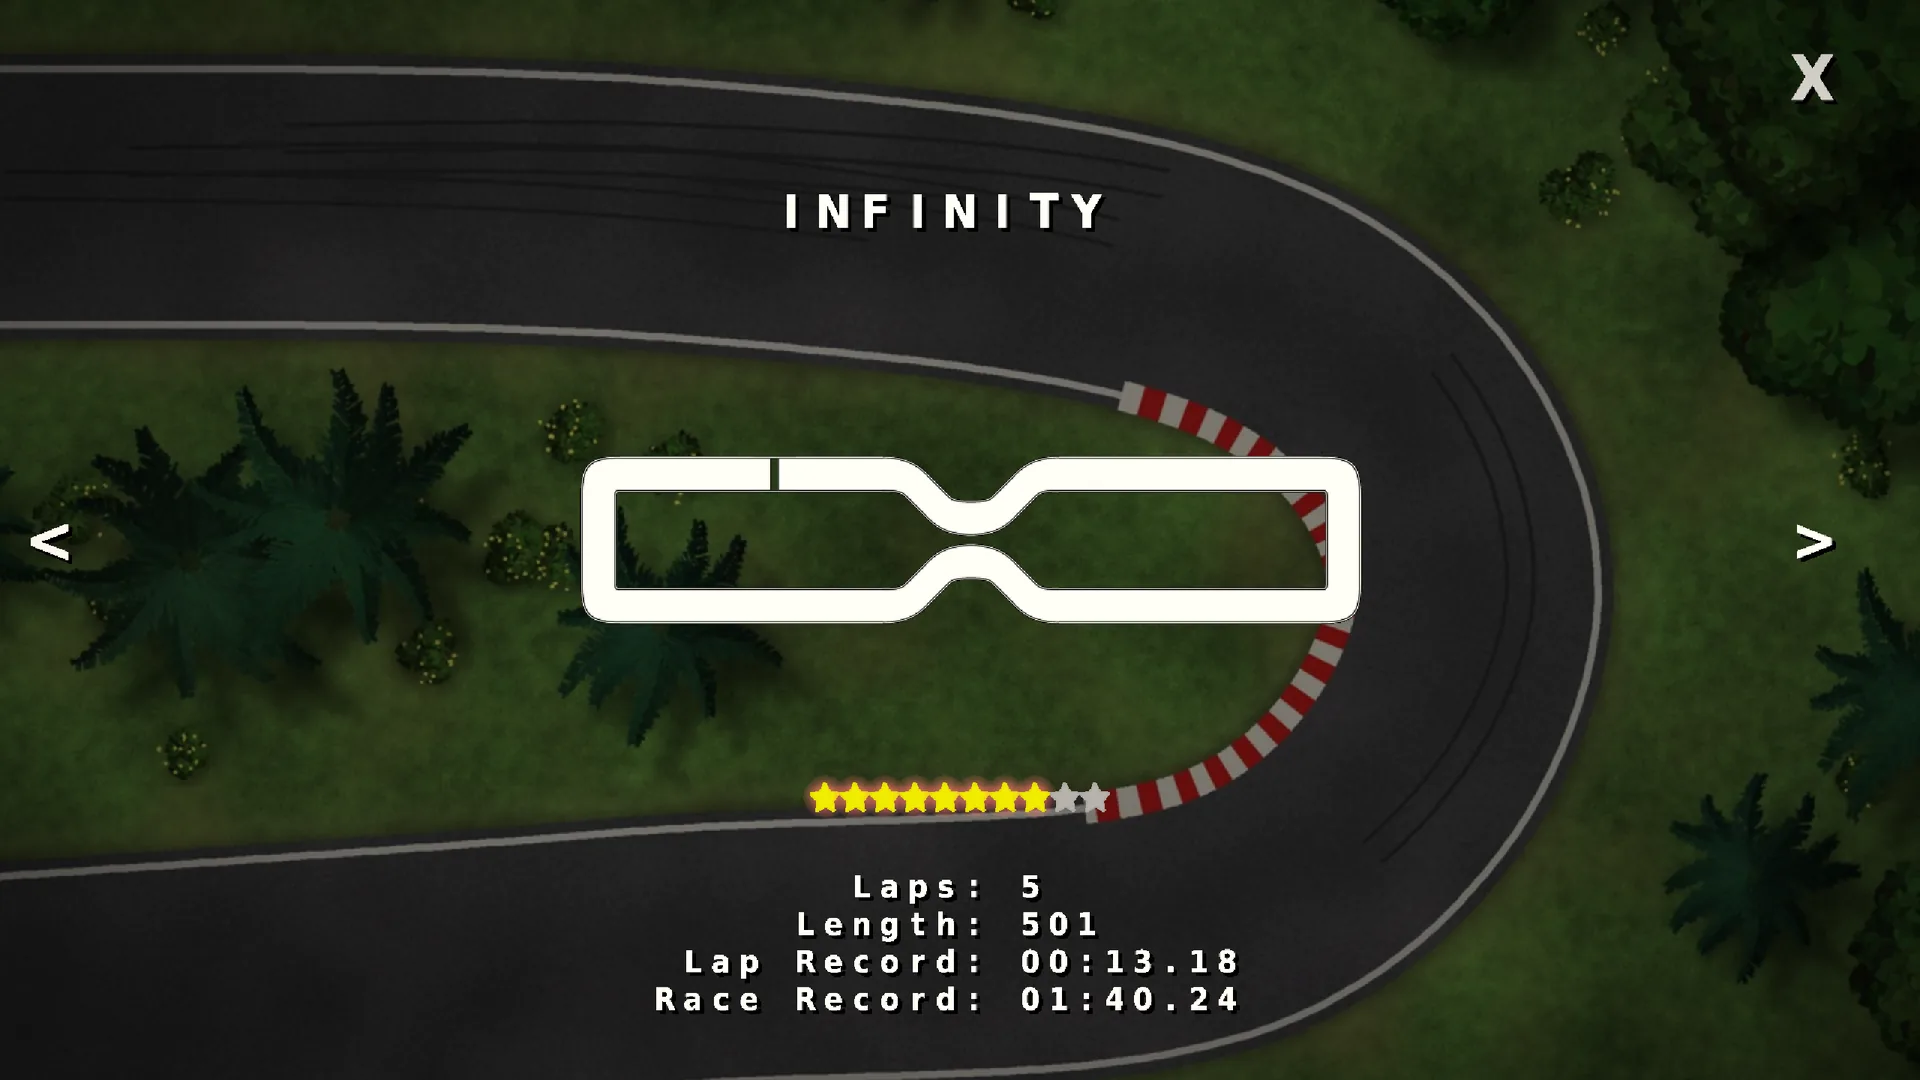 X
INFINITY
< >
Laps: 5
Length: 501
Lap Record: 00:13.18
Race Record: 01:40.24